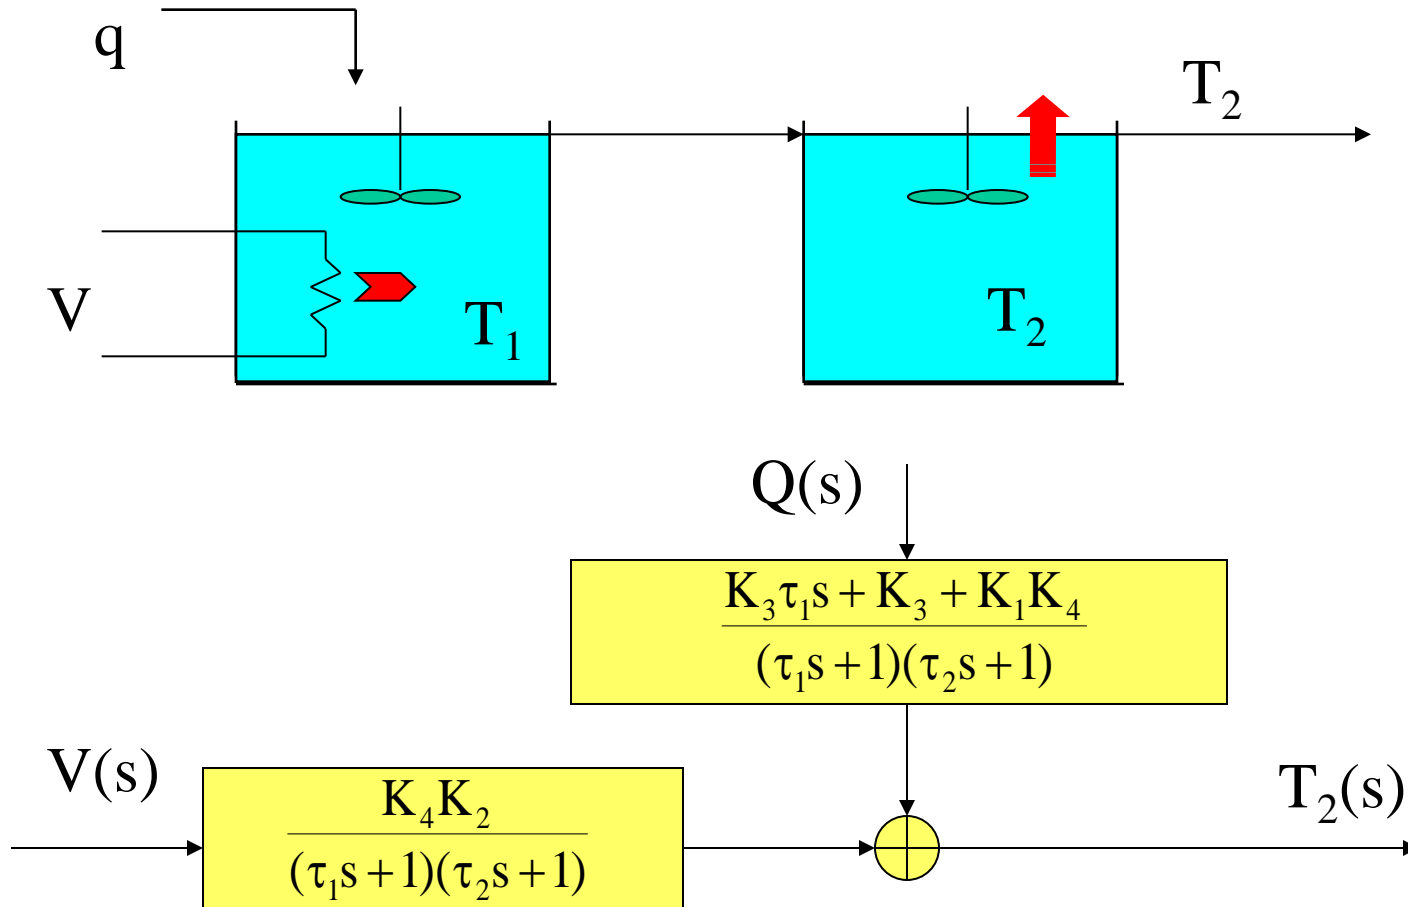 q
T₂
V
T₁
T₂
Q(s)
K₃τ₁s + K₃ + K₁K₄
(τ₁s + 1)(τ₂s + 1)
V(s)
K₄K₂
(τ₁s + 1)(τ₂s + 1)
T₂(s)